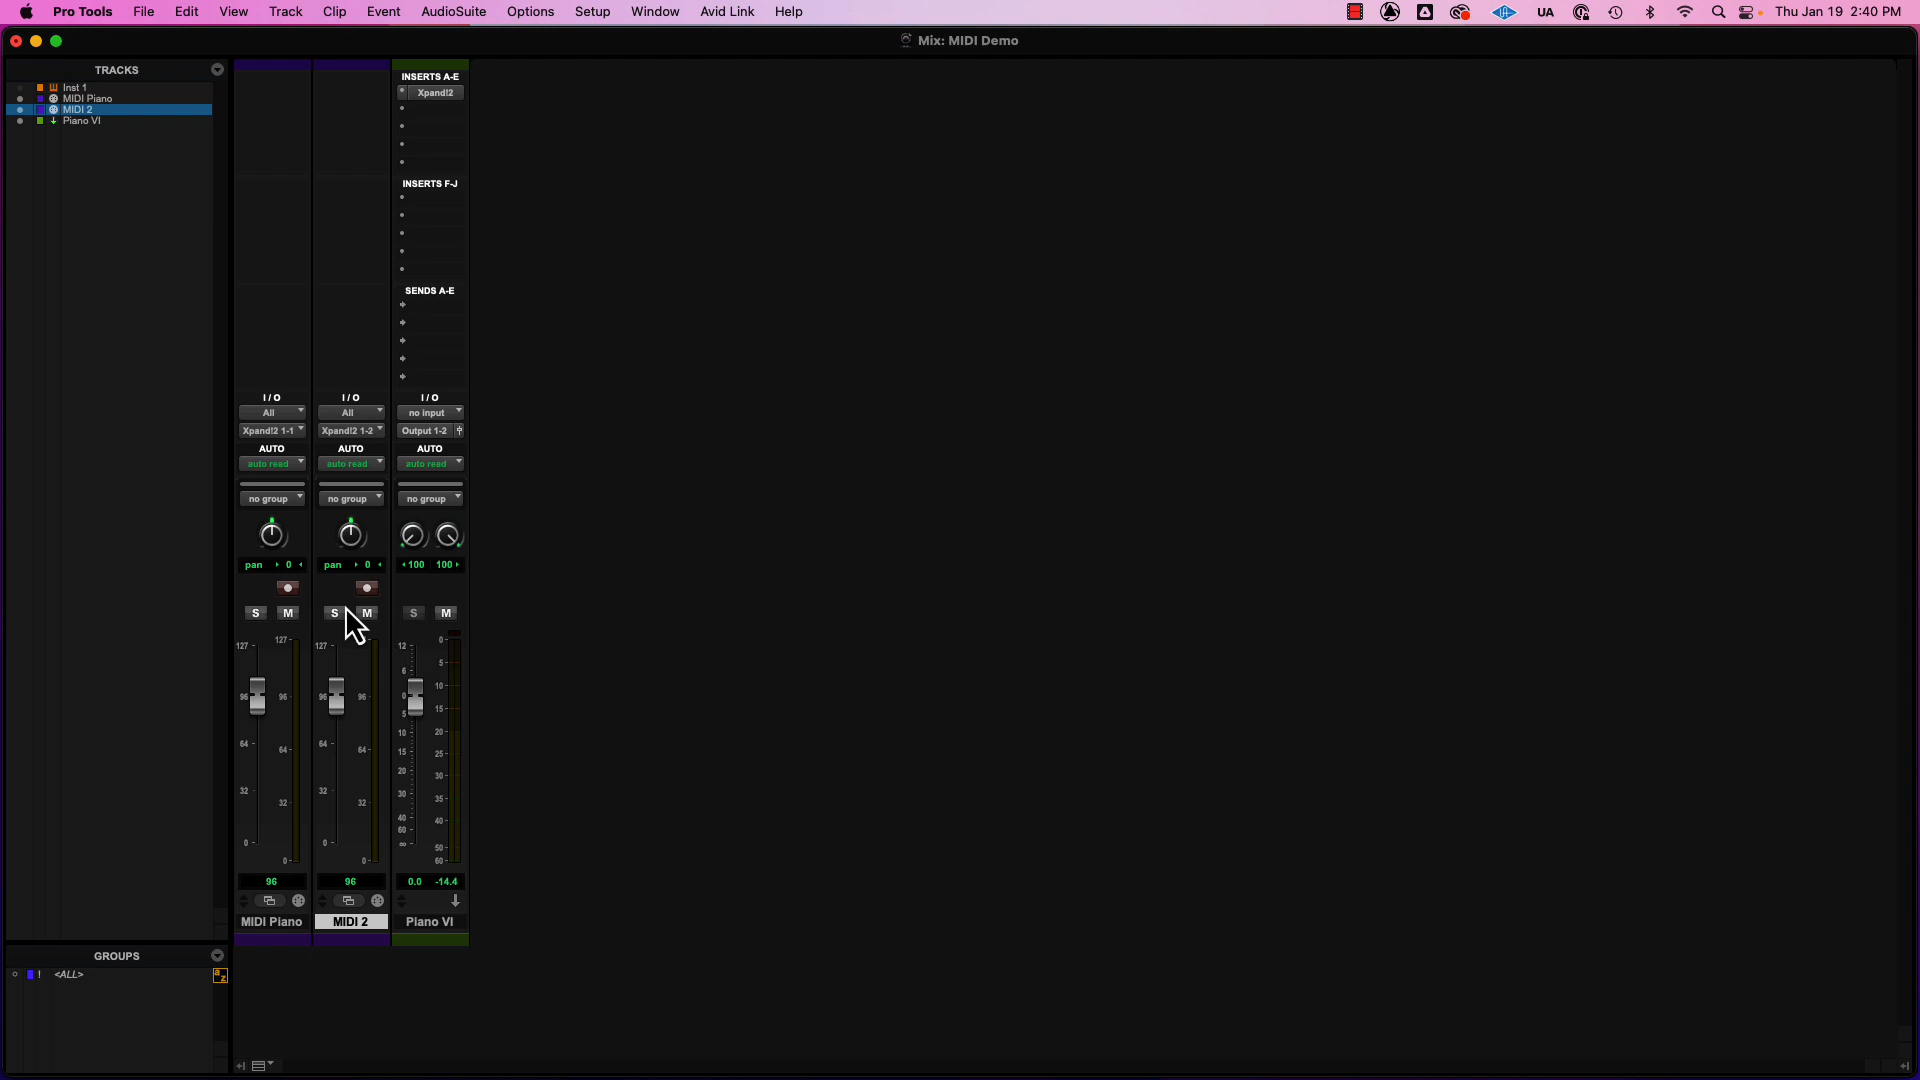 Pro Tools File Edit View Track Clip Event AudioSuite Options Setup Window Avid Link Help UA Thu Jan 19 2:40 PM
Mix: MIDI Demo
TRACKS
Inst 1
MIDI Piano
MIDI 2
Piano VI
INSERTS A-E
Xpand!2
INSERTS F-J
SENDS A-E
I / O I / O I / O
All All no input
Xpand!2 1-1 Xpand!2 1-2 Output 1-2
AUTO AUTO AUTO
auto read auto read auto read
no group no group no group
pan 0 pan 0 100 100
S M S M S M
127 127 127 12 0
6 5
96 96 96 96 0 10
5 15
10 20
64 64 64 64 15 25
20 30
32 32 32 32 30 35
40 40
60
0 0 ∞ 50
0 0 60
96 96 0.0 -14.4
MIDI Piano MIDI 2 Piano VI
GROUPS
! <ALL> a z